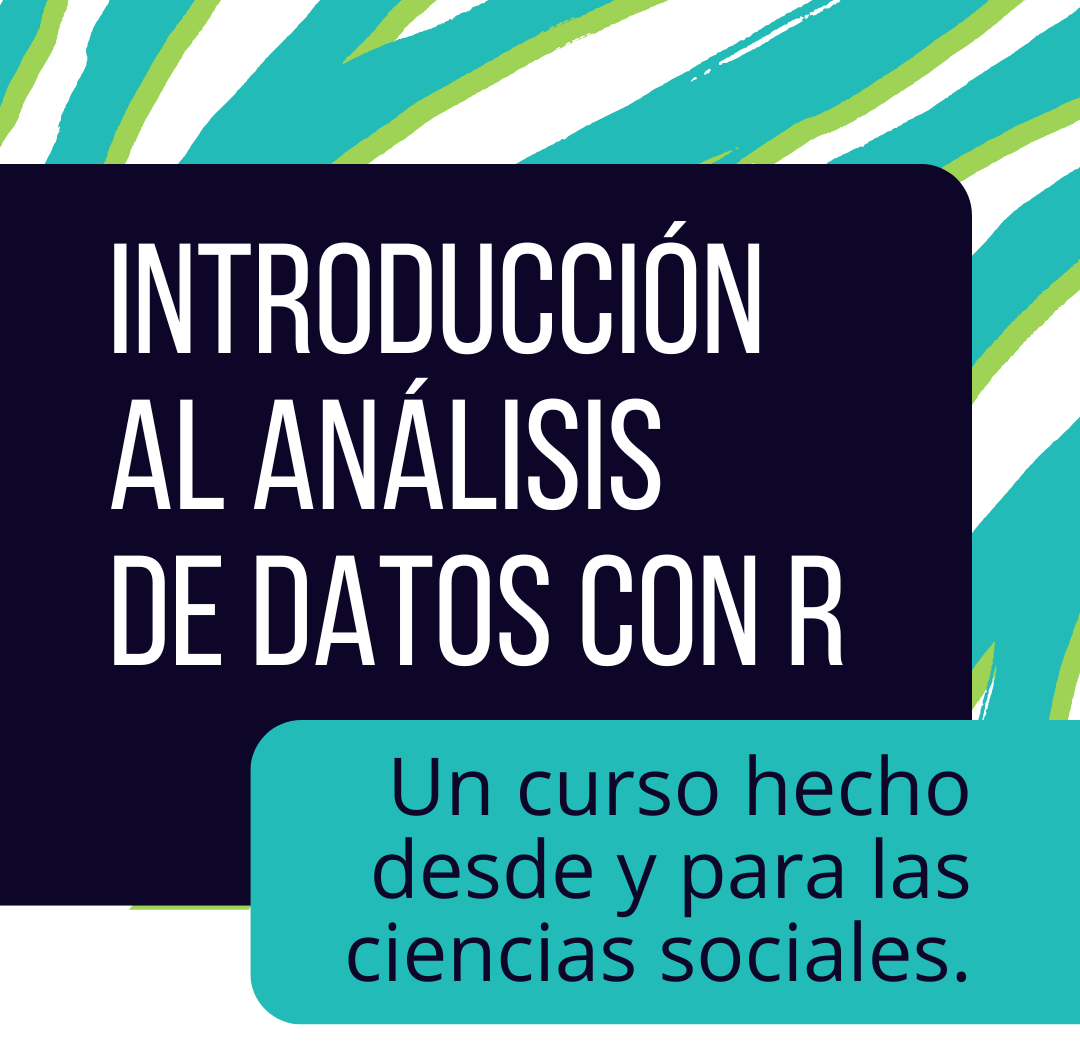 INTRODUCCIÓN
AL ANÁLISIS
DE DATOS CON R
Un curso hecho
desde y para las
ciencias sociales.